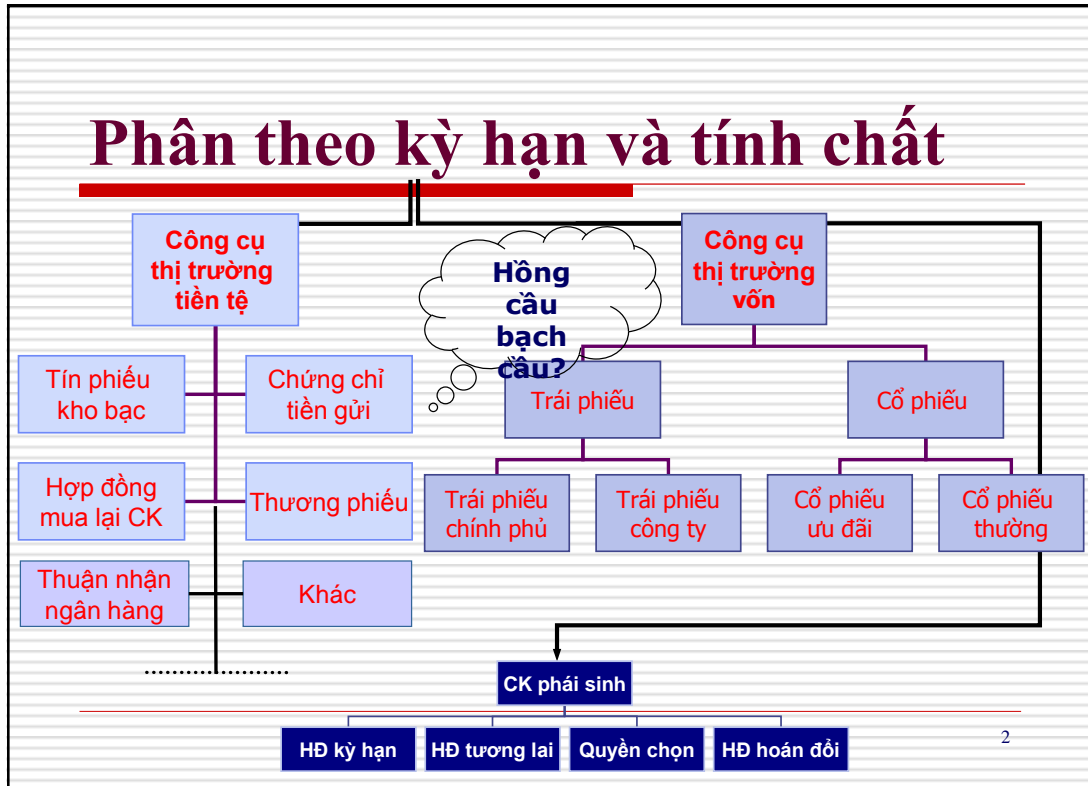 Phân theo kỳ hạn và tính chất
Công cụ
thị trường
tiền tệ
Hồng
cầu
bạch
cầu?
Công cụ
thị trường
vốn
Tín phiếu
kho bạc
Chứng chỉ
tiền gửi
Trái phiếu
Cổ phiếu
Hợp đồng
mua lại CK
Thương phiếu
Trái phiếu
chính phủ
Trái phiếu
công ty
Cổ phiếu
ưu đãi
Cổ phiếu
thường
Thuận nhận
ngân hàng
Khác
CK phái sinh
HĐ kỳ hạn
HĐ tương lai
Quyền chọn
HĐ hoán đổi
2